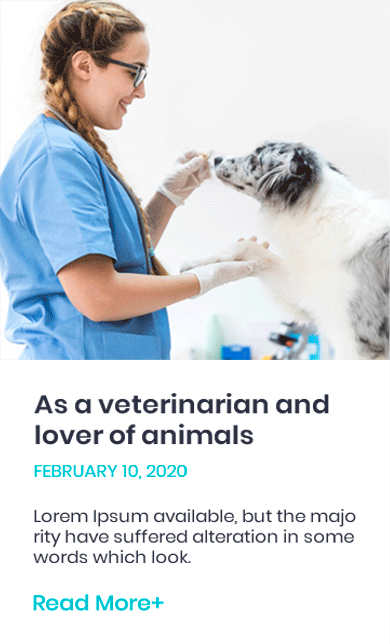 As a veterinarian and
lover of animals
FEBRUARY 10, 2020
Lorem Ipsum available, but the majo
rity have suffered alteration in some
words which look.
Read More+